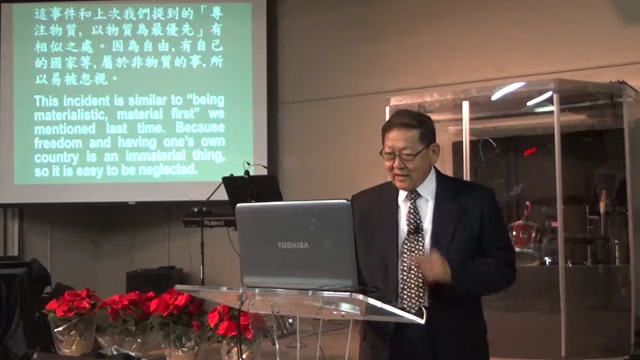 這事件和上次我們提到的「專
注物質，以物質為最優先」有
相似之處。因為自由，有自己
的國家等，屬於非物質的事，所
以易被忽視。
This incident is similar to "being
materialistic, material first" we
mentioned last time. Because
freedom and having one's own
country is an immaterial thing,
so it is easy to be neglected.
Roland
TOSHIBA